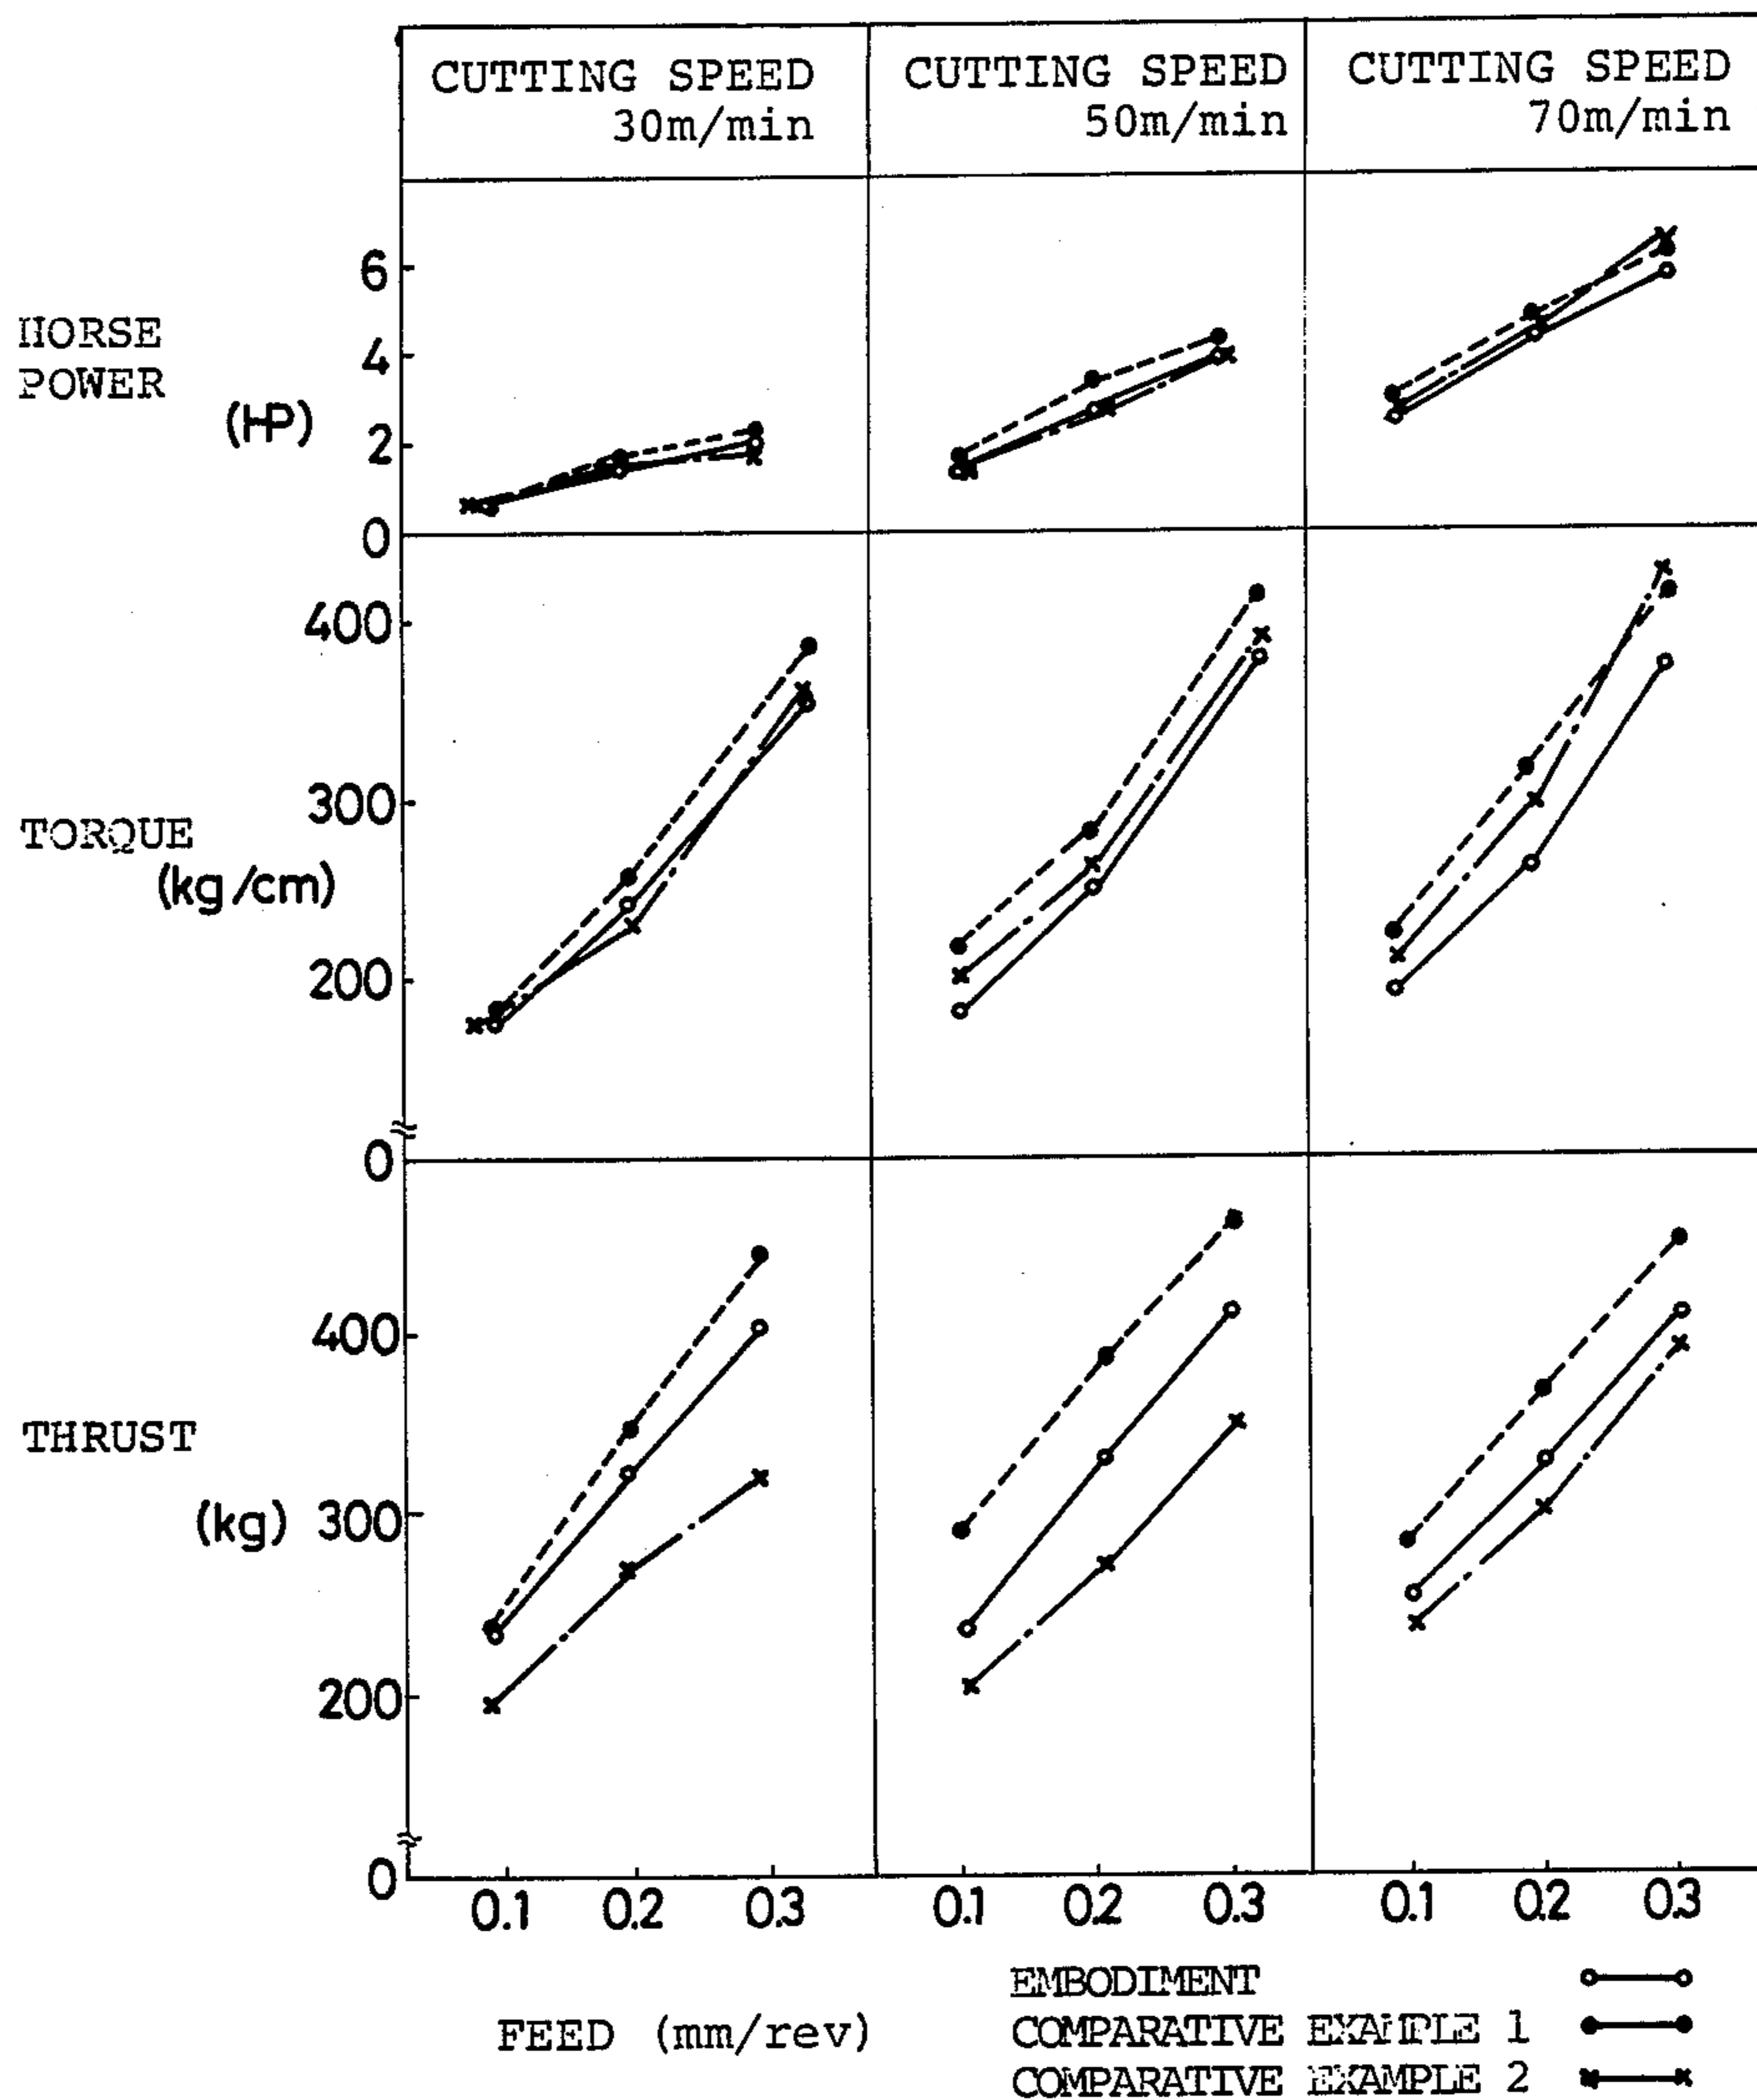 CUTTING SPEED
30m/min
CUTTING SPEED
50m/min
CUTTING SPEED
70m/min
HORSE
POWER
(HP)
6
4
2
0
TORQUE
(kg/cm)
400
300
200
0
THRUST
(kg)
400
300
200
0
0.1 0.2 0.3
0.1 0.2 0.3
0.1 0.2 0.3
FEED (mm/rev)
EMBODIMENT
COMPARATIVE EXAMPLE 1
COMPARATIVE EXAMPLE 2